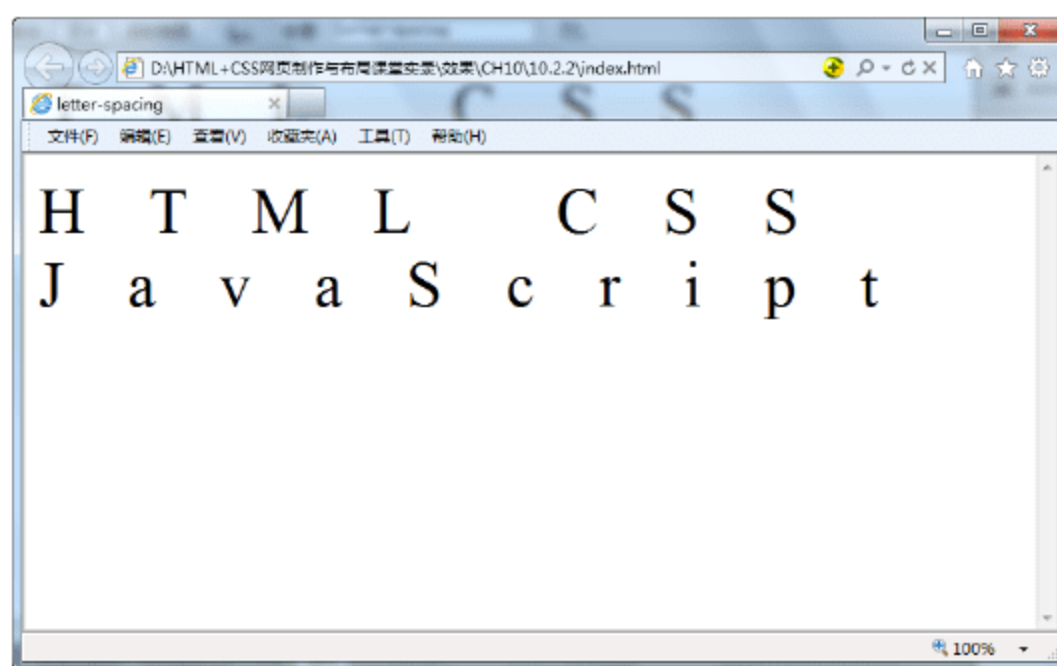 D:\HTML+CSS网页制作与布局课堂实录\效果\CH10\10.2.2\index.html
letter-spacing
文件(F) 编辑(E) 查看(V) 收藏夹(A) 工具(T) 帮助(H)
H T M L C S S
J a v a S c r i p t
100%